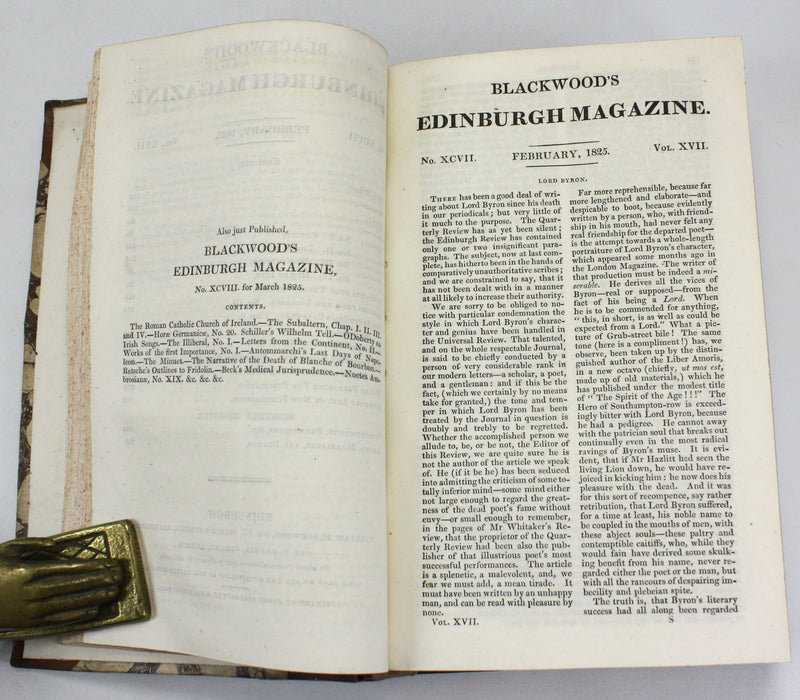 Also just Published,
BLACKWOOD'S
EDINBURGH MAGAZINE,
No. XCVIII. for March 1825.
CONTENTS.
The Roman Catholic Church of Ireland.—The Subaltern, Chap. I. II. III.
and IV.—Horæ Germanicæ, No. 20. Schiller's Wilhelm Tell.—ODoherty on
Irish Songs.—The Illiberal, No. I.—Letters from the Continent, No. II.—
Works of the first Importance, No. I.—Antommarchi's Last Days of Napo-
leon.—The Minuet.—The Narrative of the Death of Blanche of Bourbon.—
Retsche's Outlines to Fridolin.—Beck's Medical Jurisprudence.—Noctes Am-
brosianæ, No. XIX. &c. &c. &c.
BLACKWOOD'S
EDINBURGH MAGAZINE.
No. XCVII. FEBRUARY, 1825. VOL. XVII.
LORD BYRON.
THERE has been a good deal of wri-
ting about Lord Byron since his death
in our periodicals; but very little of
it much to the purpose. The Quar-
terly Review has as yet been silent;
the Edinburgh Review has contained
only one or two insignificant para-
graphs. The subject, now at last com-
plete, has hitherto been in the hands of
comparatively unauthoritative scribes;
and we are constrained to say, that it
has not been dealt with in a manner
at all likely to increase their authority.
We are sorry to be obliged to no-
tice with particular condemnation the
style in which Lord Byron's charac-
ter and genius have been handled in
the Universal Review. That talented,
and on the whole respectable Journal,
is said to be chiefly conducted by a
person of very considerable rank in
our modern letters—a scholar, a poet,
and a gentleman: and if this be the
fact, (which we certainly by no means
take for granted,) the tone and tem-
per in which Lord Byron has been
treated by the Journal in question is
doubly and trebly to be regretted.
Whether the accomplished person we
allude to, be, or be not, the Editor of
this Review, we are quite sure he is
not the author of the article we speak
of. He (if it be he) has been seduced
into admitting the criticism of some to-
tally inferior mind—some mind either
not large enough to regard the great-
ness of the dead poet's fame without
envy—or small enough to remember,
in the pages of Mr Whitaker's Re-
view, that the proprietor of the Quar-
terly Review had been also the pub-
lisher of that illustrious poet's most
successful performances. The article
is a splenetic, a malevolent, and, we
fear we must add, a mean tirade. It
must have been written by an unhappy
man, and can be read with pleasure by
none.
VOL. XVII.
Far more reprehensible, because far
more lengthened and elaborate—and
despicable to boot, because evidently
written by a person, who, with friend-
ship in his mouth, had never felt any
real friendship for the departed poet—
is the attempt towards a whole-length
portraiture of Lord Byron's character,
which appeared some months ago in
the London Magazine. The writer of
that production must be indeed a mi-
serable. He derives all the vices of
Byron—real or supposed—from the
fact of his being a Lord. When
he is to be commended for anything,
"this, in short, is as well as could be
expected from a Lord." What a pic-
ture of Grub-street bile! The same
tone (here is a compliment!) has, we
observe, been taken up by the distin-
guished author of the Liber Amoris,
in a new octavo (chiefly, ut mos est,
made up of old materials,) which he
has published under the modest title
of "The Spirit of the Age!!!" The
Hero of Southampton-row is exceed-
ingly bitter with Lord Byron, because
he had a pedigree. He cannot away
with the patrician soul that breaks out
continually even in the most radical
ravings of Byron's muse. It is evi-
dent, that if Mr Hazlitt had seen the
living Lion down, he would have re-
joiced in kicking him: he now does his
pleasure with the dead. And it was
for this sort of recompence, say rather
retribution, that Lord Byron suffered,
for a time at least, his noble name to
be coupled in the mouths of men, with
these abject souls—these paltry and
contemptible caitiffs, who, while they
would fain have derived some skulk-
ing benefit from his name, never re-
garded either the poet or the man, but
with all the rancours of despairing im-
becility and plebeian spite.
The truth is, that Byron's literary
success had all along been regarded
S